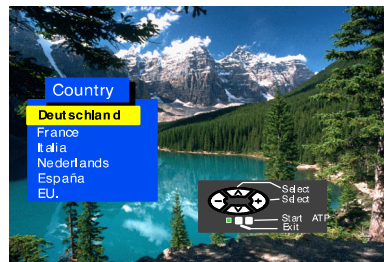 Country
Deutschland
France
Italia
Nederlands
España
EU.
Select
Select
Start ATP
Exit